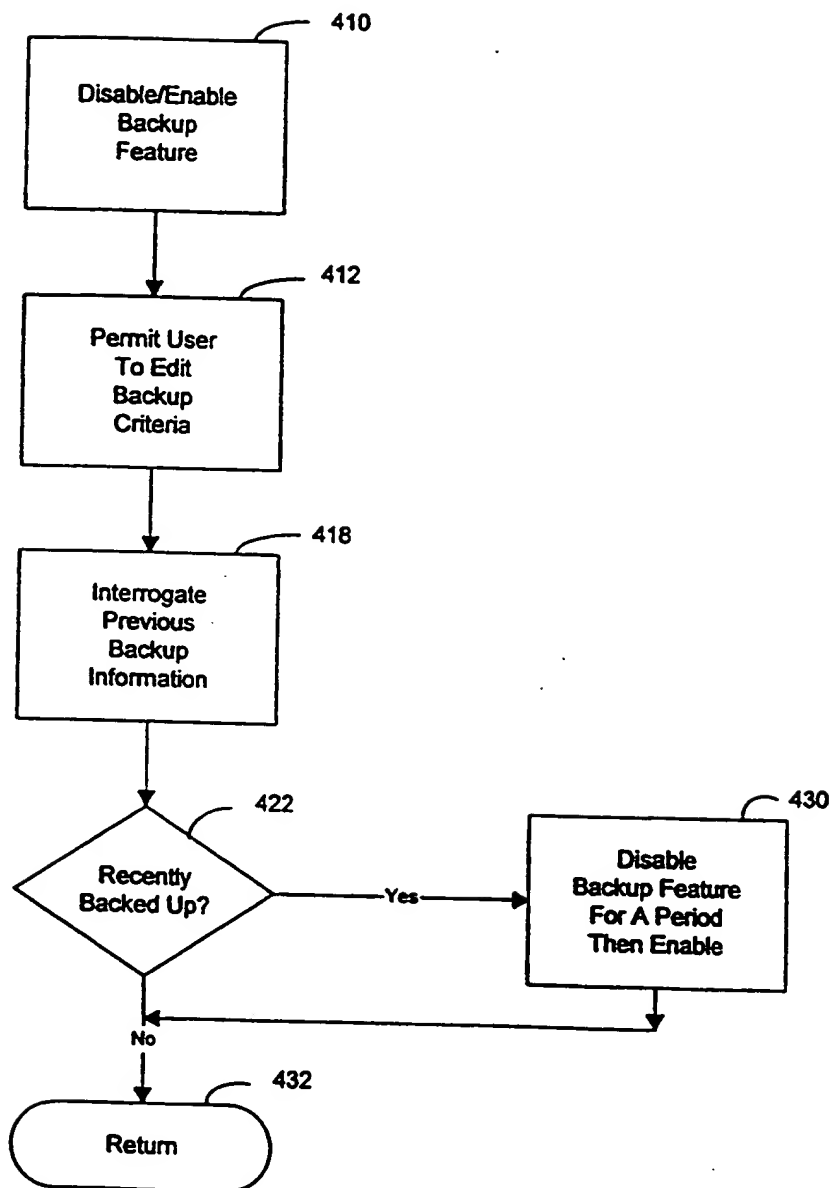 410
Disable/Enable
Backup
Feature
412
Permit User
To Edit
Backup
Criteria
418
Interrogate
Previous
Backup
Information
422
Recently
Backed Up?
Yes
430
Disable
Backup Feature
For A Period
Then Enable
No
432
Return